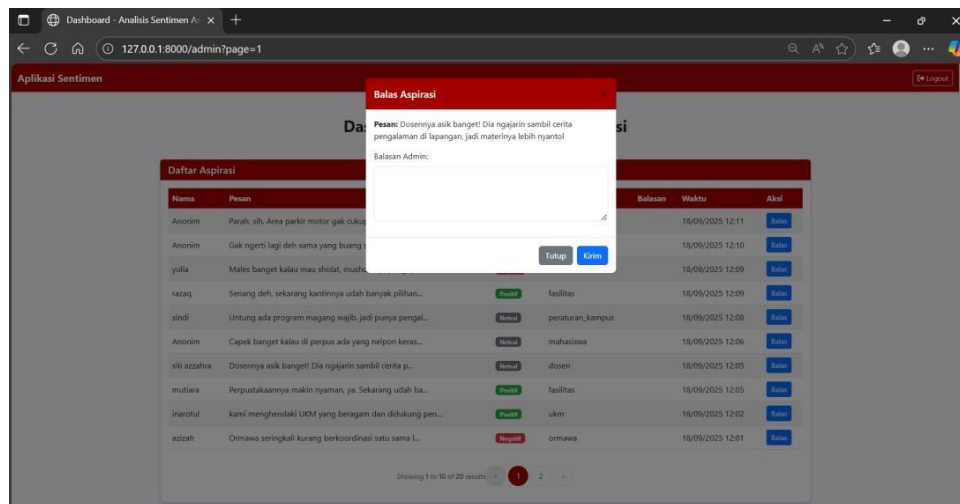 Dashboard - Analisis Sentimen As
127.0.0.1:8000/admin?page=1
Aplikasi Sentimen
Logout
Da
si
Balas Aspirasi
Pesan: Dosennya asik banget! Dia ngajarin sambil cerita
pengalaman di lapangan, jadi materinya lebih nyantol
Balasan Admin:
Tutup Kirim
Daftar Aspirasi
Nama Pesan Balasan Waktu Aksi
Anonim Parah, sih. Area parkir motor gak cukup 18/09/2025 12:11 Balas
Anonim Gak ngerti lagi deh sama yang buang 18/09/2025 12:10 Balas
yulia Males banget kalau mau sholat, 18/09/2025 12:09 Balas
razaq Senang deh, sekarang kantinnya udah banyak pilihan... Positif fasilitas 18/09/2025 12:09 Balas
sindi Untung ada program magang wajib, jadi punya pengal... Netral peraturan_kampus 18/09/2025 12:08 Balas
Anonim Capek banget kalau di perpus ada yang nelpon keras... Netral mahasiswa 18/09/2025 12:06 Balas
siti azzahra Dosennya asik banget! Dia ngajarin sambil cerita p... Netral dosen 18/09/2025 12:05 Balas
mutiara Perpustakaannya makin nyaman, ya. Sekarang udah ba... Positif fasilitas 18/09/2025 12:05 Balas
inarotul kami menghendaki UKM yang beragam dan didukung pen... Positif ukm 18/09/2025 12:02 Balas
azizah Ormawa seringkali kurang berkoordinasi satu sama l... Negatif ormawa 18/09/2025 12:01 Balas
Showing 1 to 10 of 20 results ‹ 1 2 ›